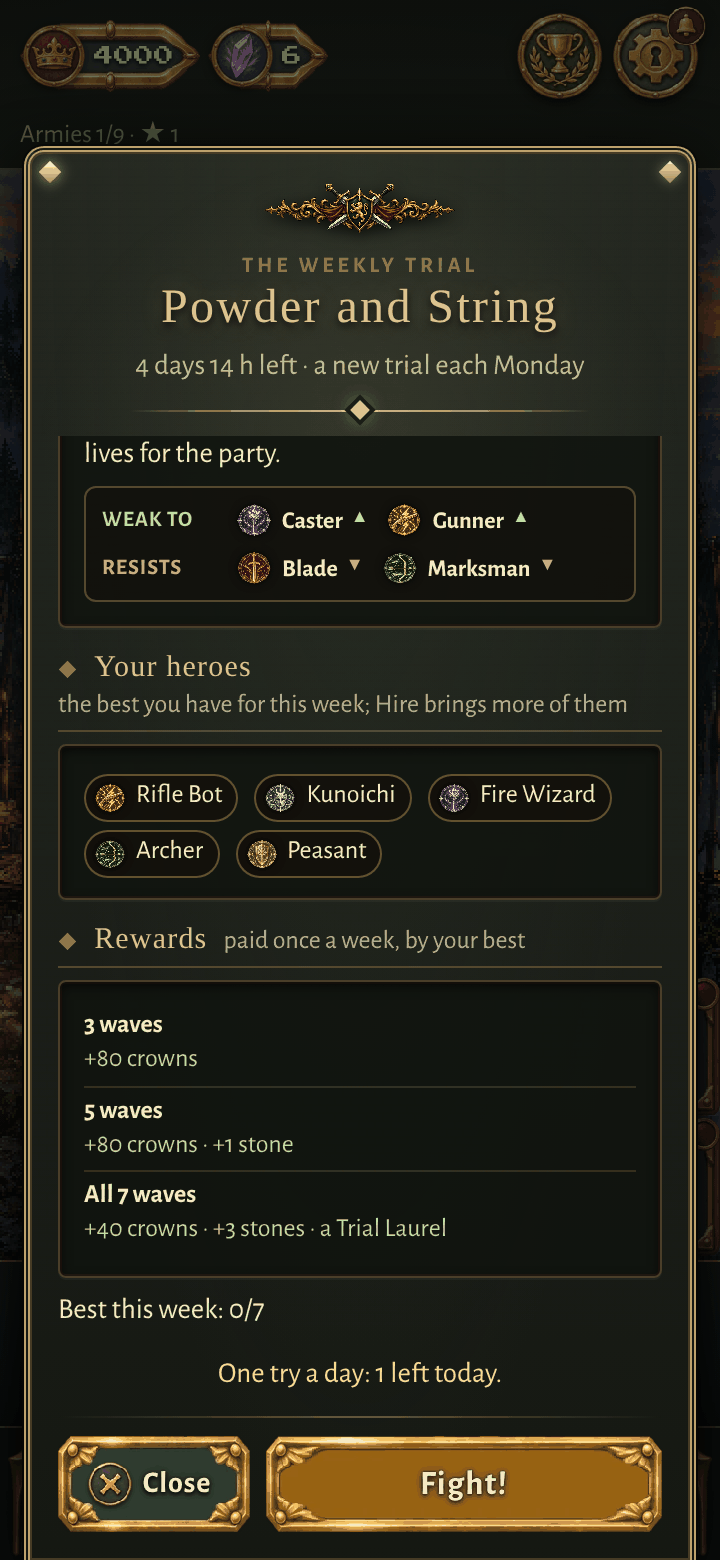 4000
6
Armies 1/9 · ★ 1
THE WEEKLY TRIAL
Powder and String
4 days 14 h left · a new trial each Monday
lives for the party.
WEAK TO Caster ▲ Gunner ▲
RESISTS Blade ▼ Marksman ▼
Your heroes
the best you have for this week; Hire brings more of them
Rifle Bot Kunoichi Fire Wizard
Archer Peasant
Rewards paid once a week, by your best
3 waves
+80 crowns
5 waves
+80 crowns · +1 stone
All 7 waves
+40 crowns · +3 stones · a Trial Laurel
Best this week: 0/7
One try a day: 1 left today.
Close Fight!